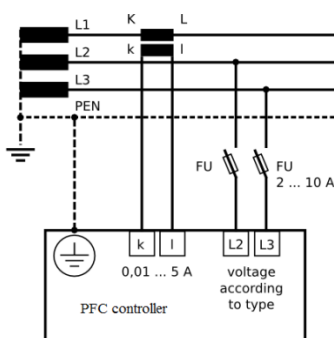 L1
K
L
L2
k
l
L3
PEN
FU
FU
2 ... 10 A
k
l
L2
L3
0,01 ... 5 A
voltage
according
to type
PFC controller